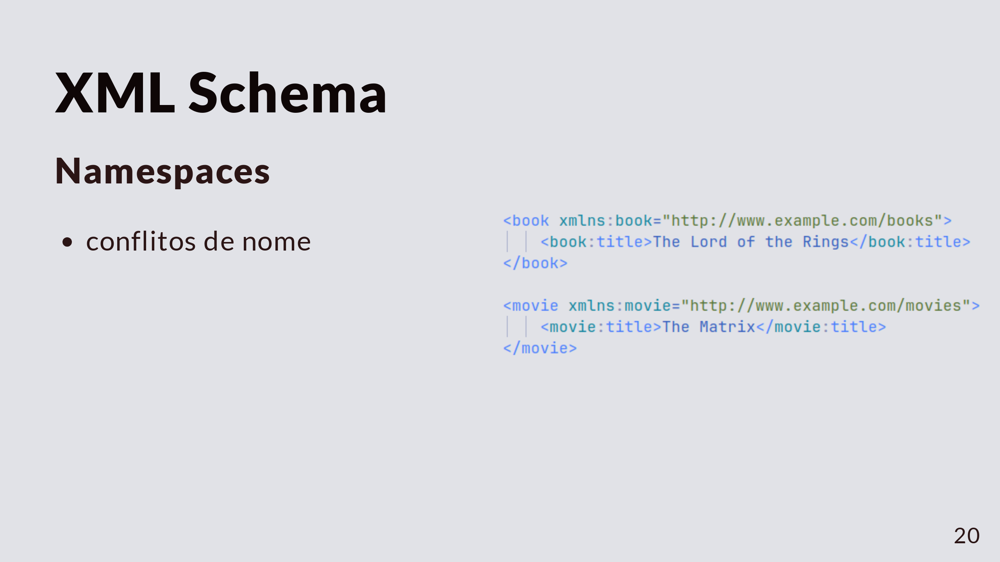 XML Schema
Namespaces
• conflitos de nome
<book xmlns:book="http://www.example.com/books">
<book:title>The Lord of the Rings</book:title>
</book>
<movie xmlns:movie="http://www.example.com/movies">
<movie:title>The Matrix</movie:title>
</movie>
20